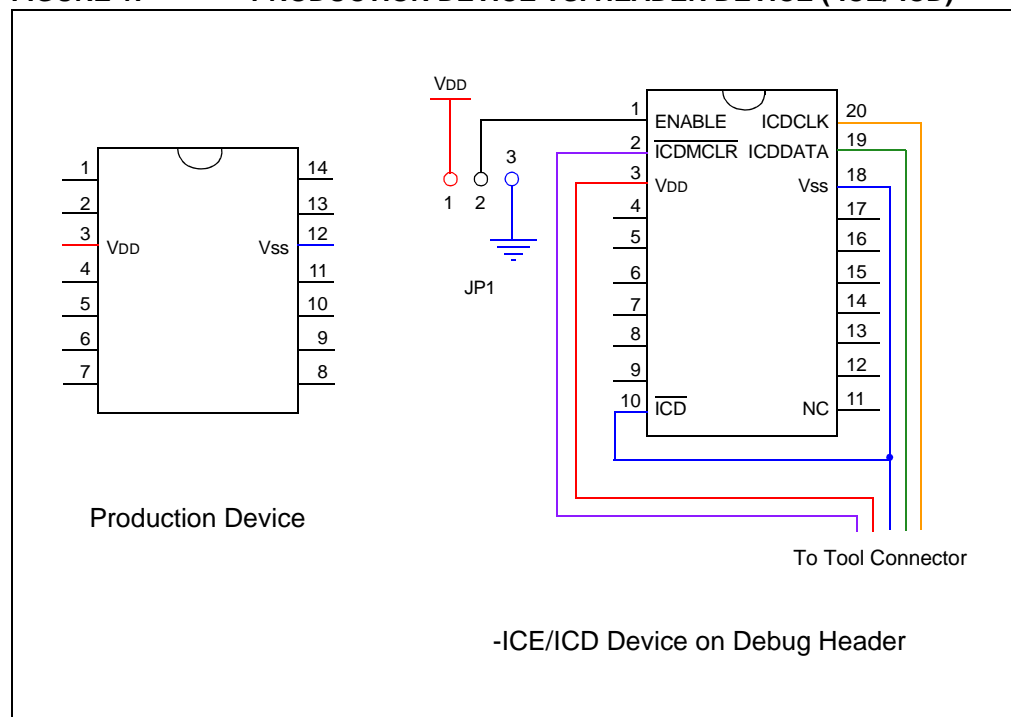 FIGURE 1: PRODUCTION DEVICE VS. HEADER DEVICE (-ICE/-ICD)
VDD
1
2
3
JP1
1
2
3
4
5
6
7
VDD
Vss
14
13
12
11
10
9
8
Production Device
1
2
3
4
5
6
7
8
9
10
ENABLE
ICDMCLR
VDD
ICD
ICDCLK
ICDDATA
Vss
NC
20
19
18
17
16
15
14
13
12
11
To Tool Connector
-ICE/ICD Device on Debug Header